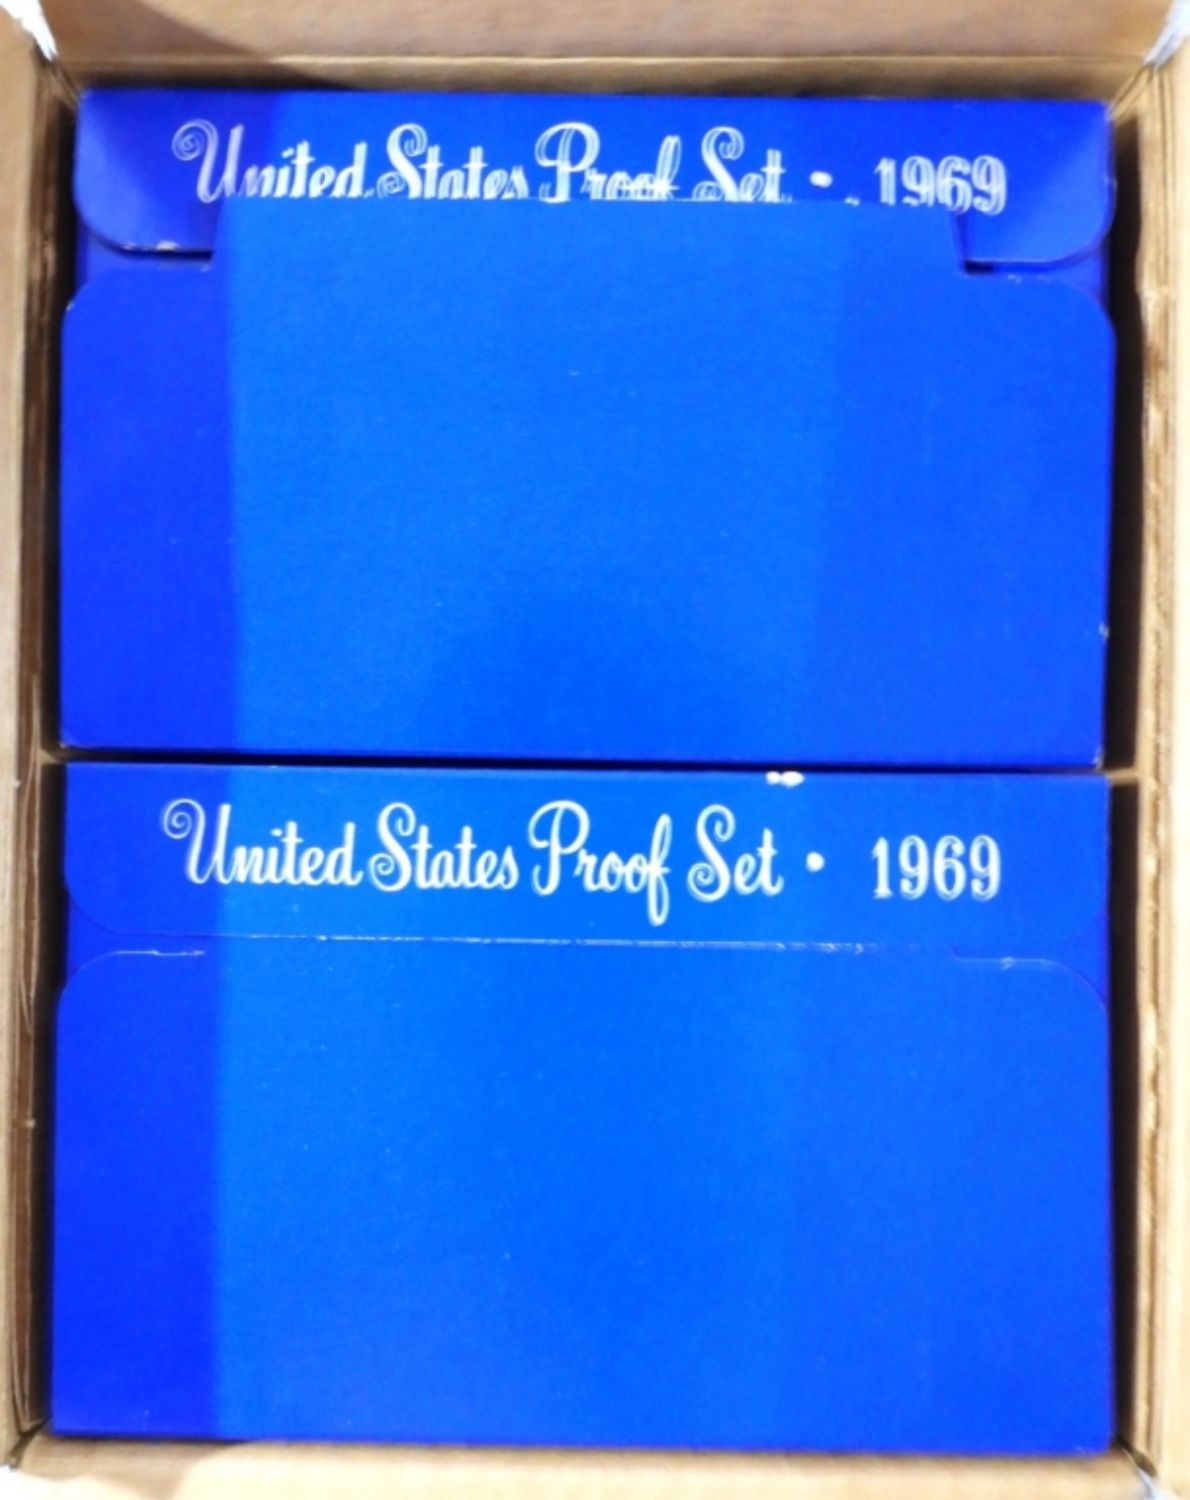 United States Proof Set • 1969
United States Proof Set • 1969